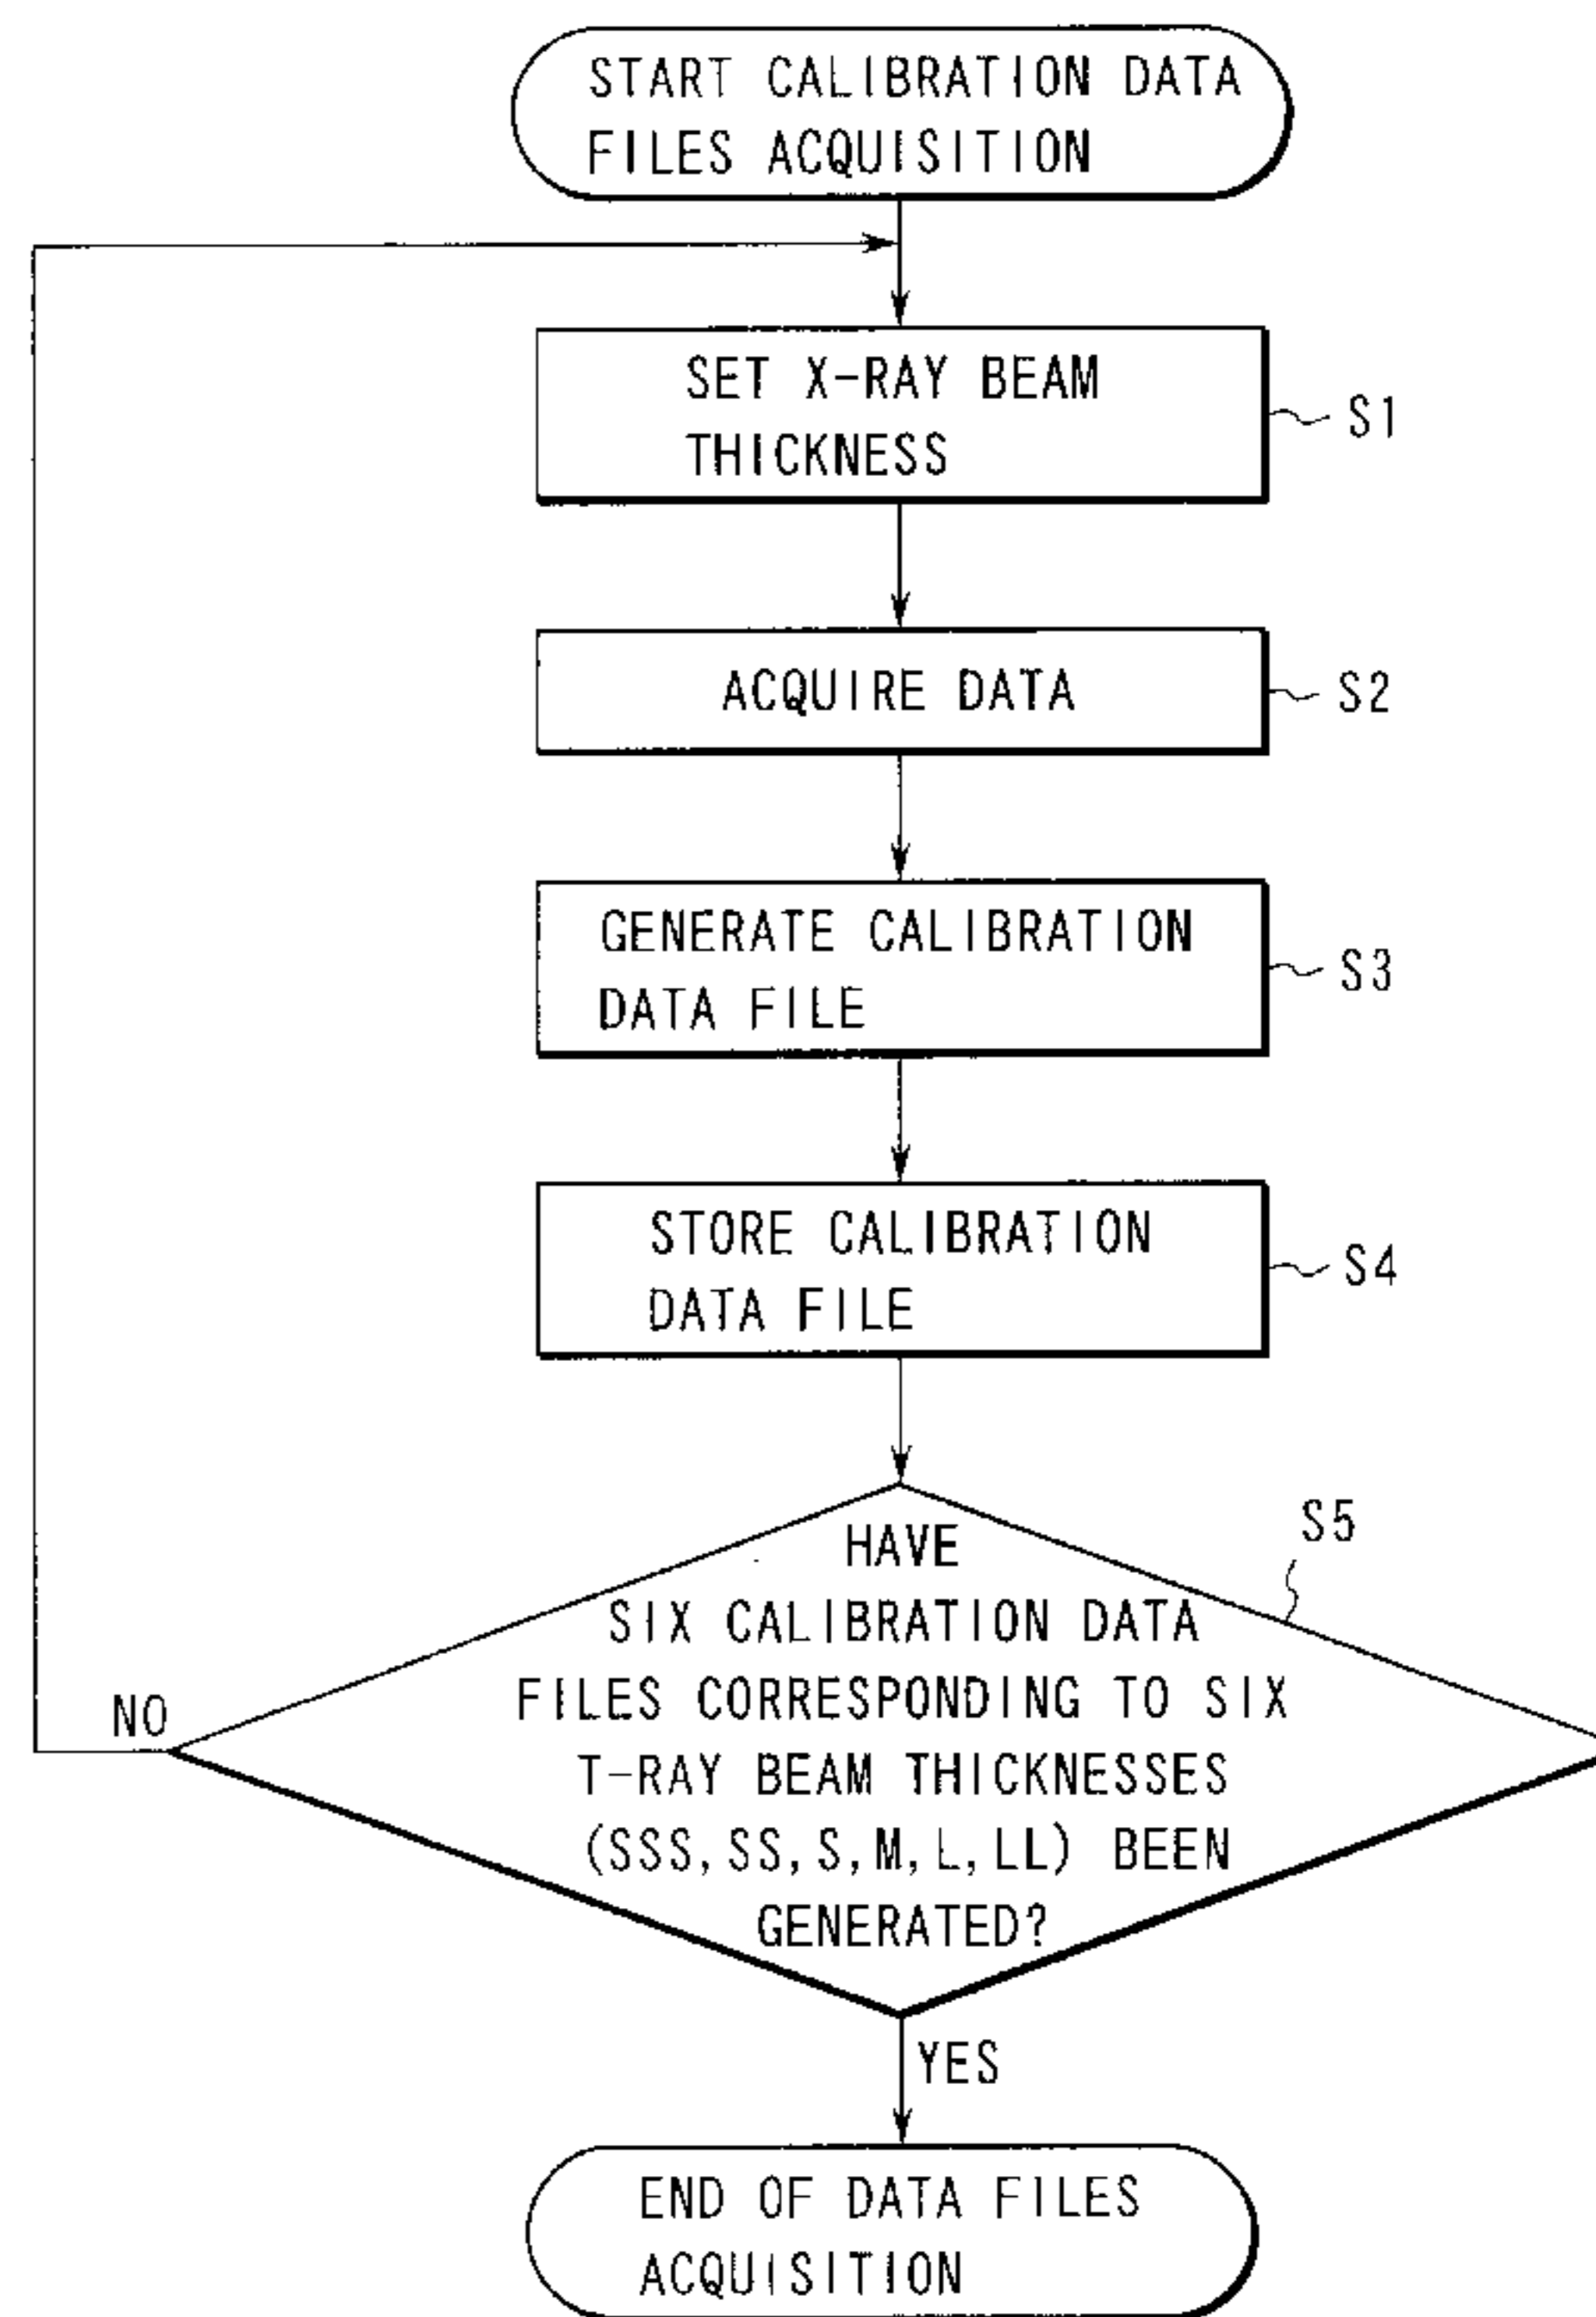 START CALIBRATION DATA
FILES ACQUISITION
SET X-RAY BEAM
THICKNESS
S1
ACQUIRE DATA
S2
GENERATE CALIBRATION
DATA FILE
S3
STORE CALIBRATION
DATA FILE
S4
S5
HAVE
SIX CALIBRATION DATA
FILES CORRESPONDING TO SIX
T-RAY BEAM THICKNESSES
(SSS, SS, S, M, L, LL) BEEN
GENERATED?
NO
YES
END OF DATA FILES
ACQUISITION